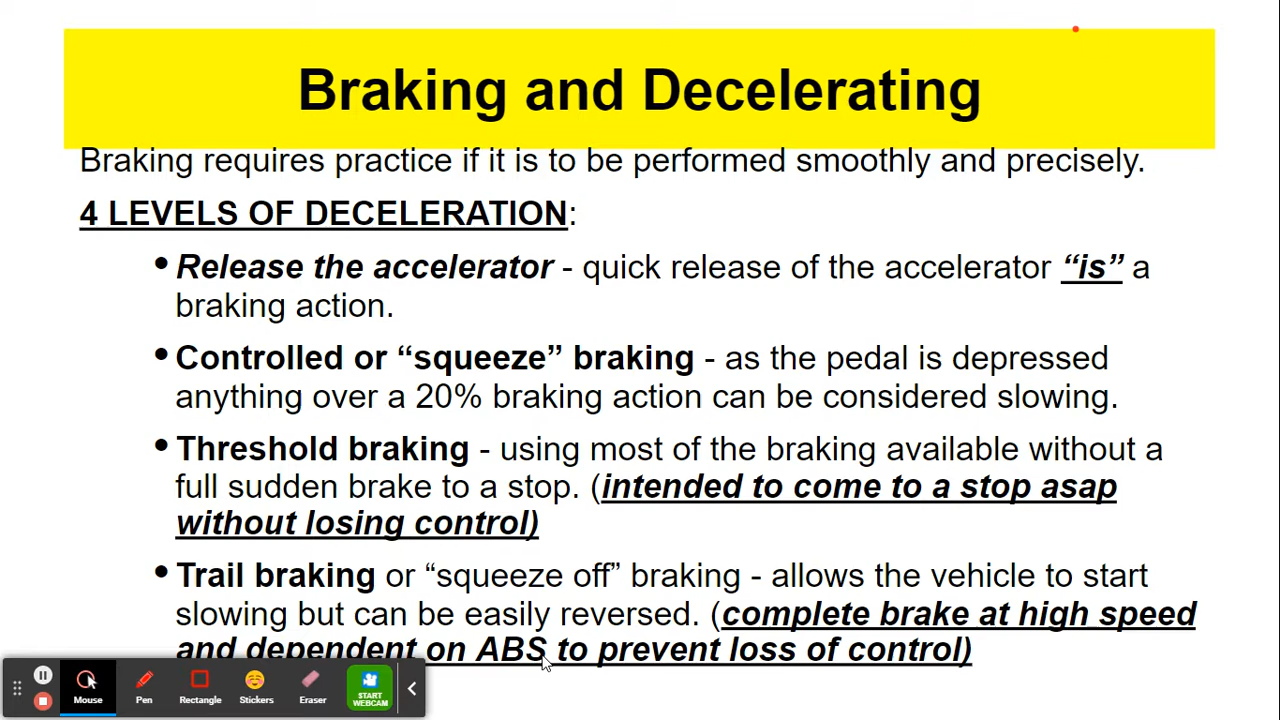 Braking and Decelerating
Braking requires practice if it is to be performed smoothly and precisely.
4 LEVELS OF DECELERATION:
• Release the accelerator - quick release of the accelerator “is” a
braking action.
• Controlled or “squeeze” braking - as the pedal is depressed
anything over a 20% braking action can be considered slowing.
• Threshold braking - using most of the braking available without a
full sudden brake to a stop. (intended to come to a stop asap
without losing control)
• Trail braking or “squeeze off” braking - allows the vehicle to start
slowing but can be easily reversed. (complete brake at high speed
and dependent on ABS to prevent loss of control)
Mouse Pen Rectangle Stickers Eraser START
WEBCAM